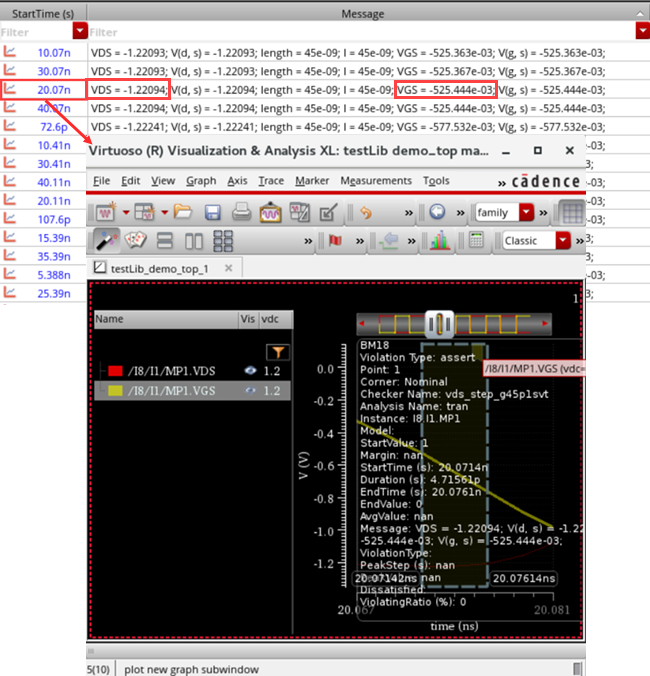 StartTime (s) Message
Filter Filter
10.07n VDS = -1.22093; V(d, s) = -1.22093; length = 45e-09; l = 45e-09; VGS = -525.363e-03; V(g, s) = -525.363e-03;
30.07n VDS = -1.22093; V(d, s) = -1.22093; length = 45e-09; l = 45e-09; VGS = -525.367e-03; V(g, s) = -525.367e-03;
20.07n VDS = -1.22094; V(d, s) = -1.22094; length = 45e-09; l = 45e-09; VGS = -525.444e-03; V(g, s) = -525.444e-03;
40.07n VDS = -1.22094; V(d, s) = -1.22094; length = 45e-09; l = 45e-09; VGS = -525.444e-03; V(g, s) = -525.444e-03;
72.6p VDS = -1.22241; V(d, s) = -1.22241; length = 45e-09; l = 45e-09; VGS = -577.532e-03; V(g, s) = -577.532e-03;
10.41n
30.41n
40.11n -03;
20.11n -03;
107.6p -03;
15.39n
35.39n
5.388n -03;
25.39n
Virtuoso (R) Visualization & Analysis XL: testLib demo_top ma...
File Edit View Graph Axis Trace Marker Measurements Tools » cādence
» family »
» » Classic »
testLib_demo_top_1
1
Name Vis vdc
/I8/I1/MP1.VDS 1.2
/I8/I1/MP1.VGS 1.2
/I8/I1/MP1.VGS (vdc=
BM18
Violation Type: assert
Point: 1
Corner: Nominal
Checker Name: vds_step_g45p1svt
Analysis Name: tran
Instance: I8.I1.MP1
Model:
StartValue: 1
Margin: nan
StartTime (s): 20.0714n
Duration (s): 4.71561p
EndTime (s): 20.0761n
EndValue: 0
AvgValue: nan
Message: VDS = -1.22094; V(d, s) = -1.22
-525.444e-03; V(g, s) = -525.444e-03;
ViolationType:
PeakStep (s): nan
nan
Dissatisfied:
ViolatingRatio (%): 0
V (V)
0.0
-0.2
-0.4
-0.6
-0.8
-1.0
-1.2
20.07142ns 20.07614ns
20.067 20.081
time (ns)
5(10) plot new graph subwindow